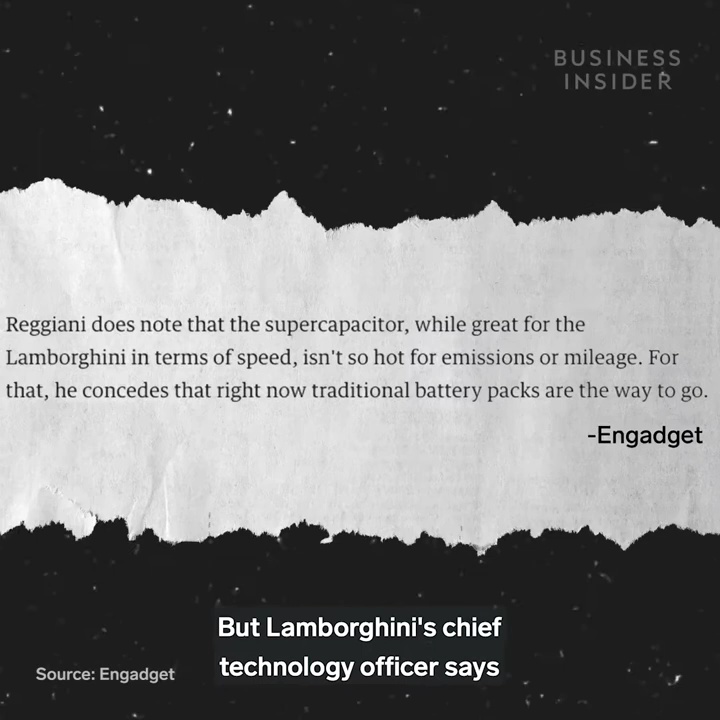 BUSINESS
INSIDER
Reggiani does note that the supercapacitor, while great for the
Lamborghini in terms of speed, isn't so hot for emissions or mileage. For
that, he concedes that right now traditional battery packs are the way to go.
-Engadget
But Lamborghini's chief
technology officer says
Source: Engadget